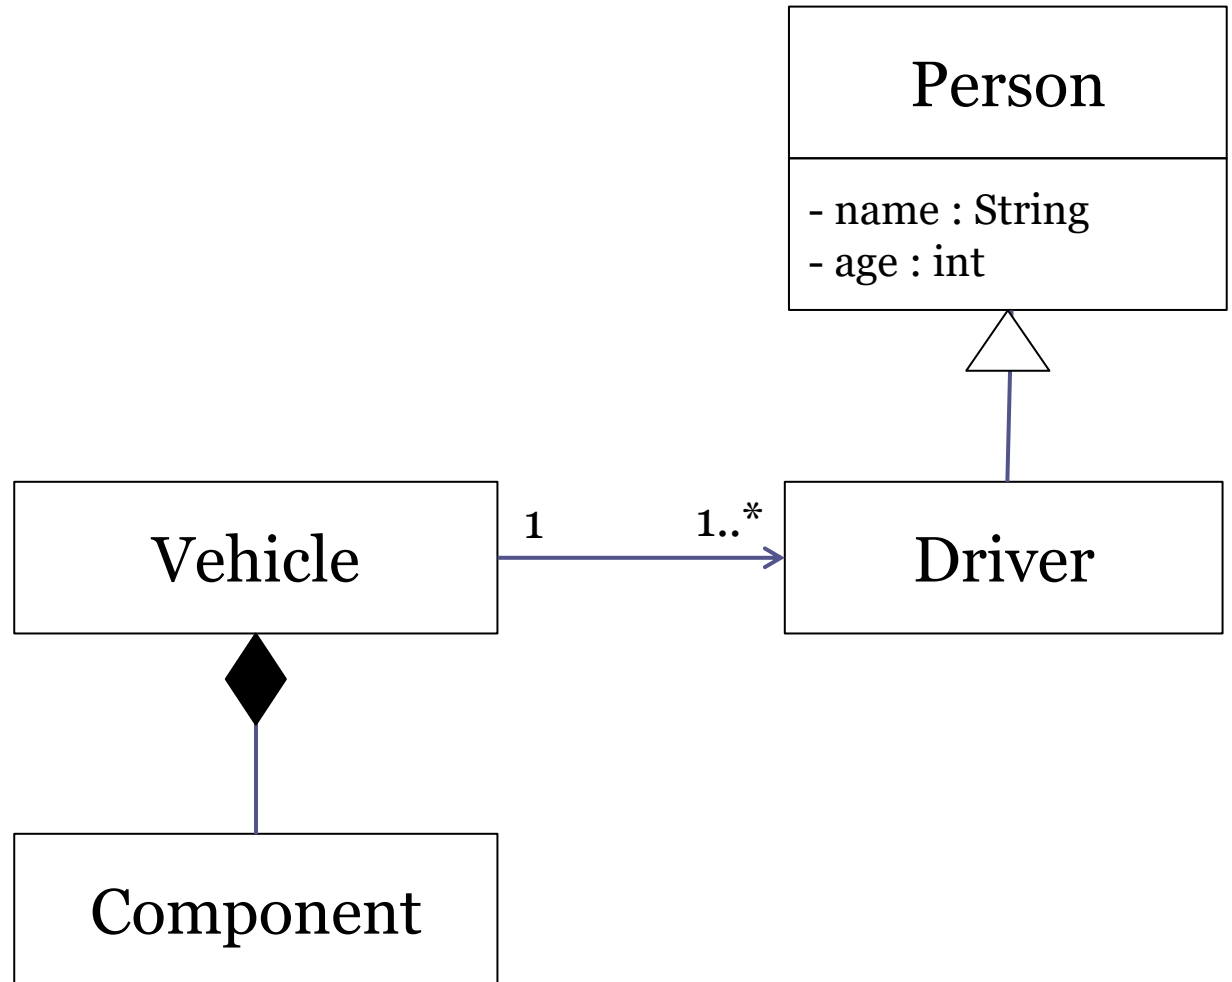 Person
- name : String
- age : int
Vehicle
1
1..*
Driver
Component